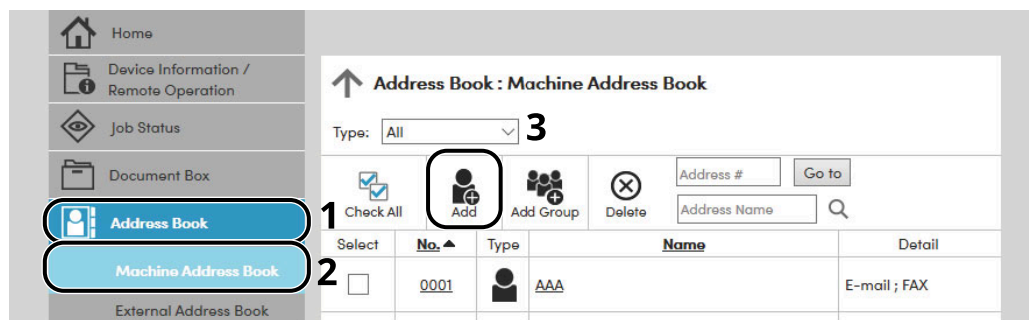 Home
Device Information /
Remote Operation
Job Status
Document Box
Address Book
1
Machine Address Book
2
External Address Book
Address Book : Machine Address Book
Type: All
3
Check All
Add
Add Group
Delete
Address #
Go to
Address Name
Select No. Type Name Detail
0001 AAA E-mail ; FAX